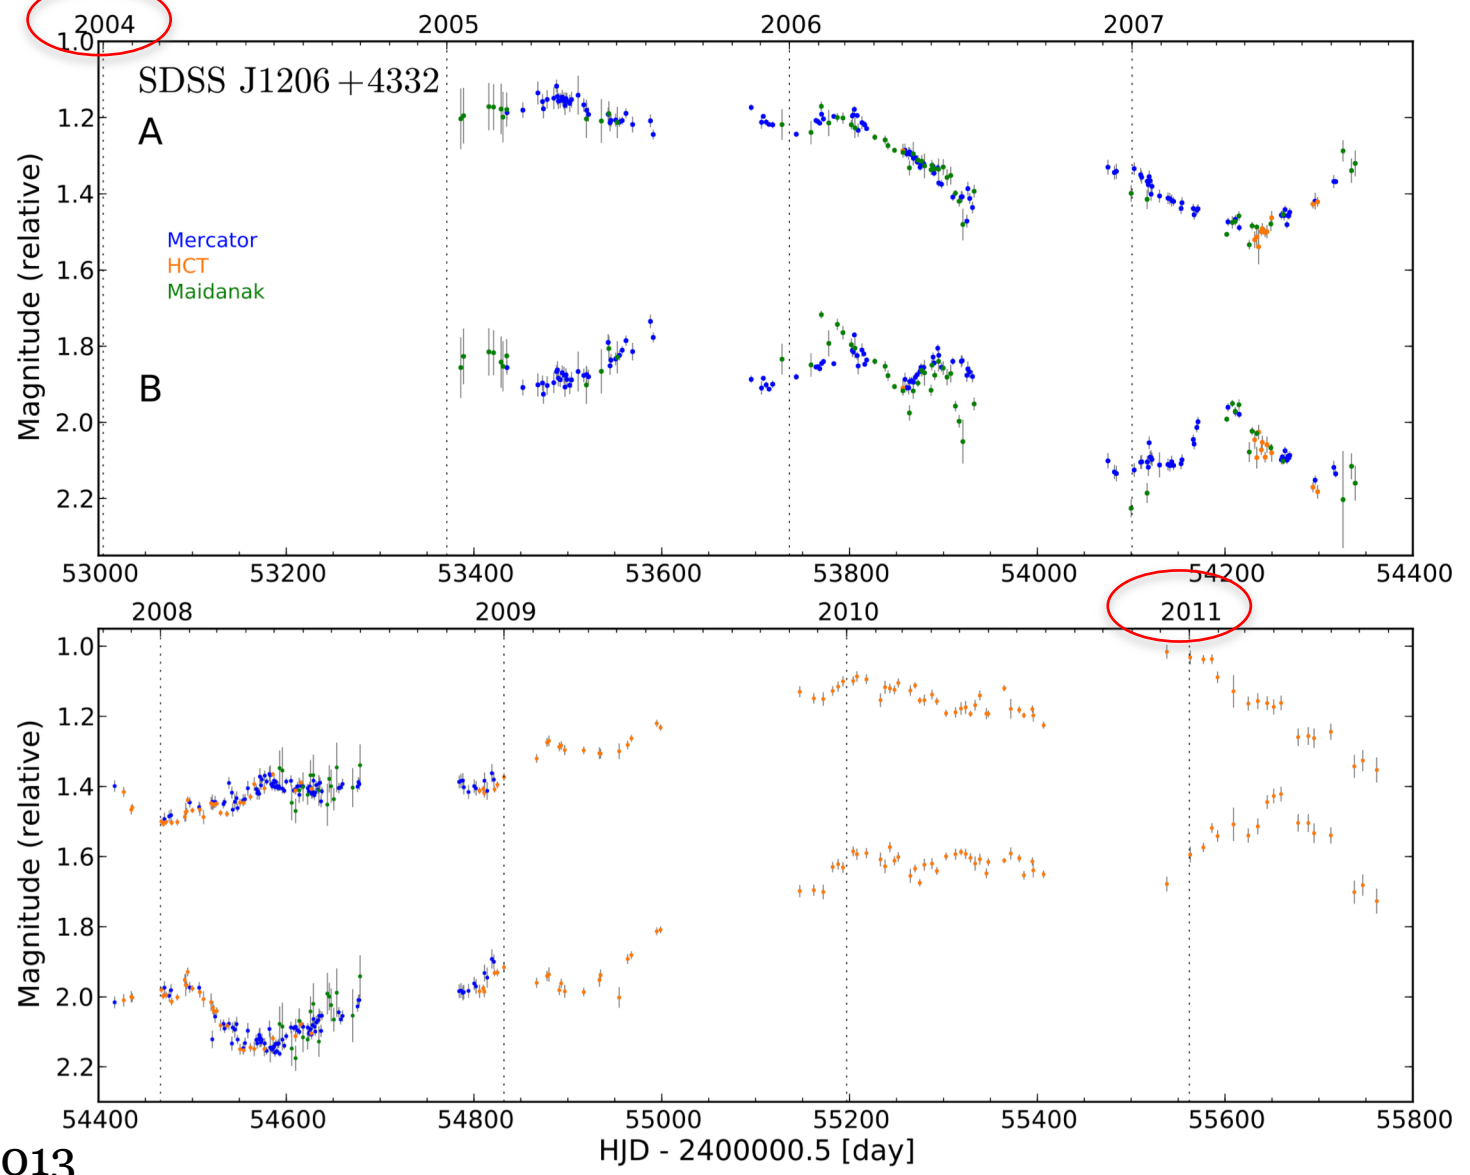 2004 2005 2006 2007
1.0
SDSS J1206+4332
1.2
A
1.4
Mercator
HCT
1.6
Maidanak
1.8
B
2.0
2.2
Magnitude (relative)
53000 53200 53400 53600 53800 54000 54200 54400
2008 2009 2010 2011
1.0
1.2
1.4
1.6
1.8
2.0
2.2
Magnitude (relative)
54400 54600 54800 55000 55200 55400 55600 55800
HJD - 2400000.5 [day]
013